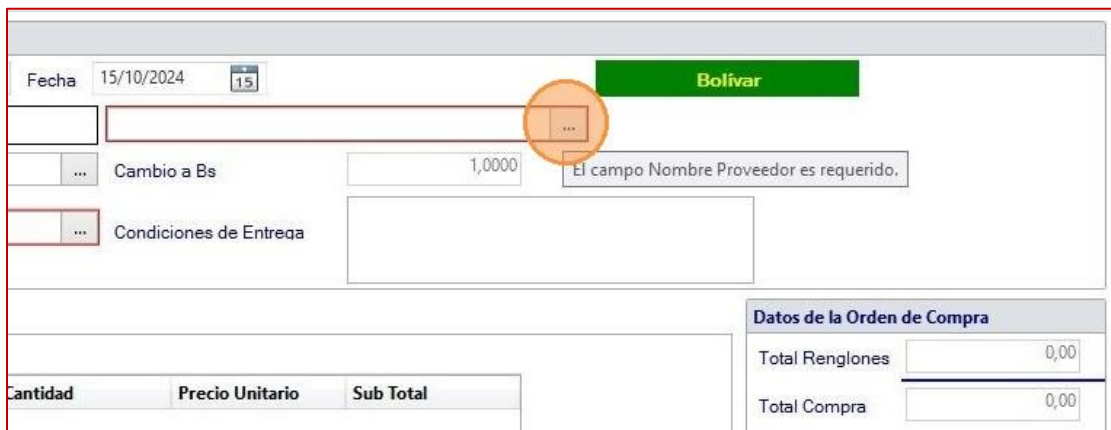 Fecha 15/10/2024 15 Bolívar
...
... Cambio a Bs 1,0000 El campo Nombre Proveedor es requerido.
... Condiciones de Entrega
Datos de la Orden de Compra
Total Renglones 0,00
Cantidad Precio Unitario Sub Total
Total Compra 0,00